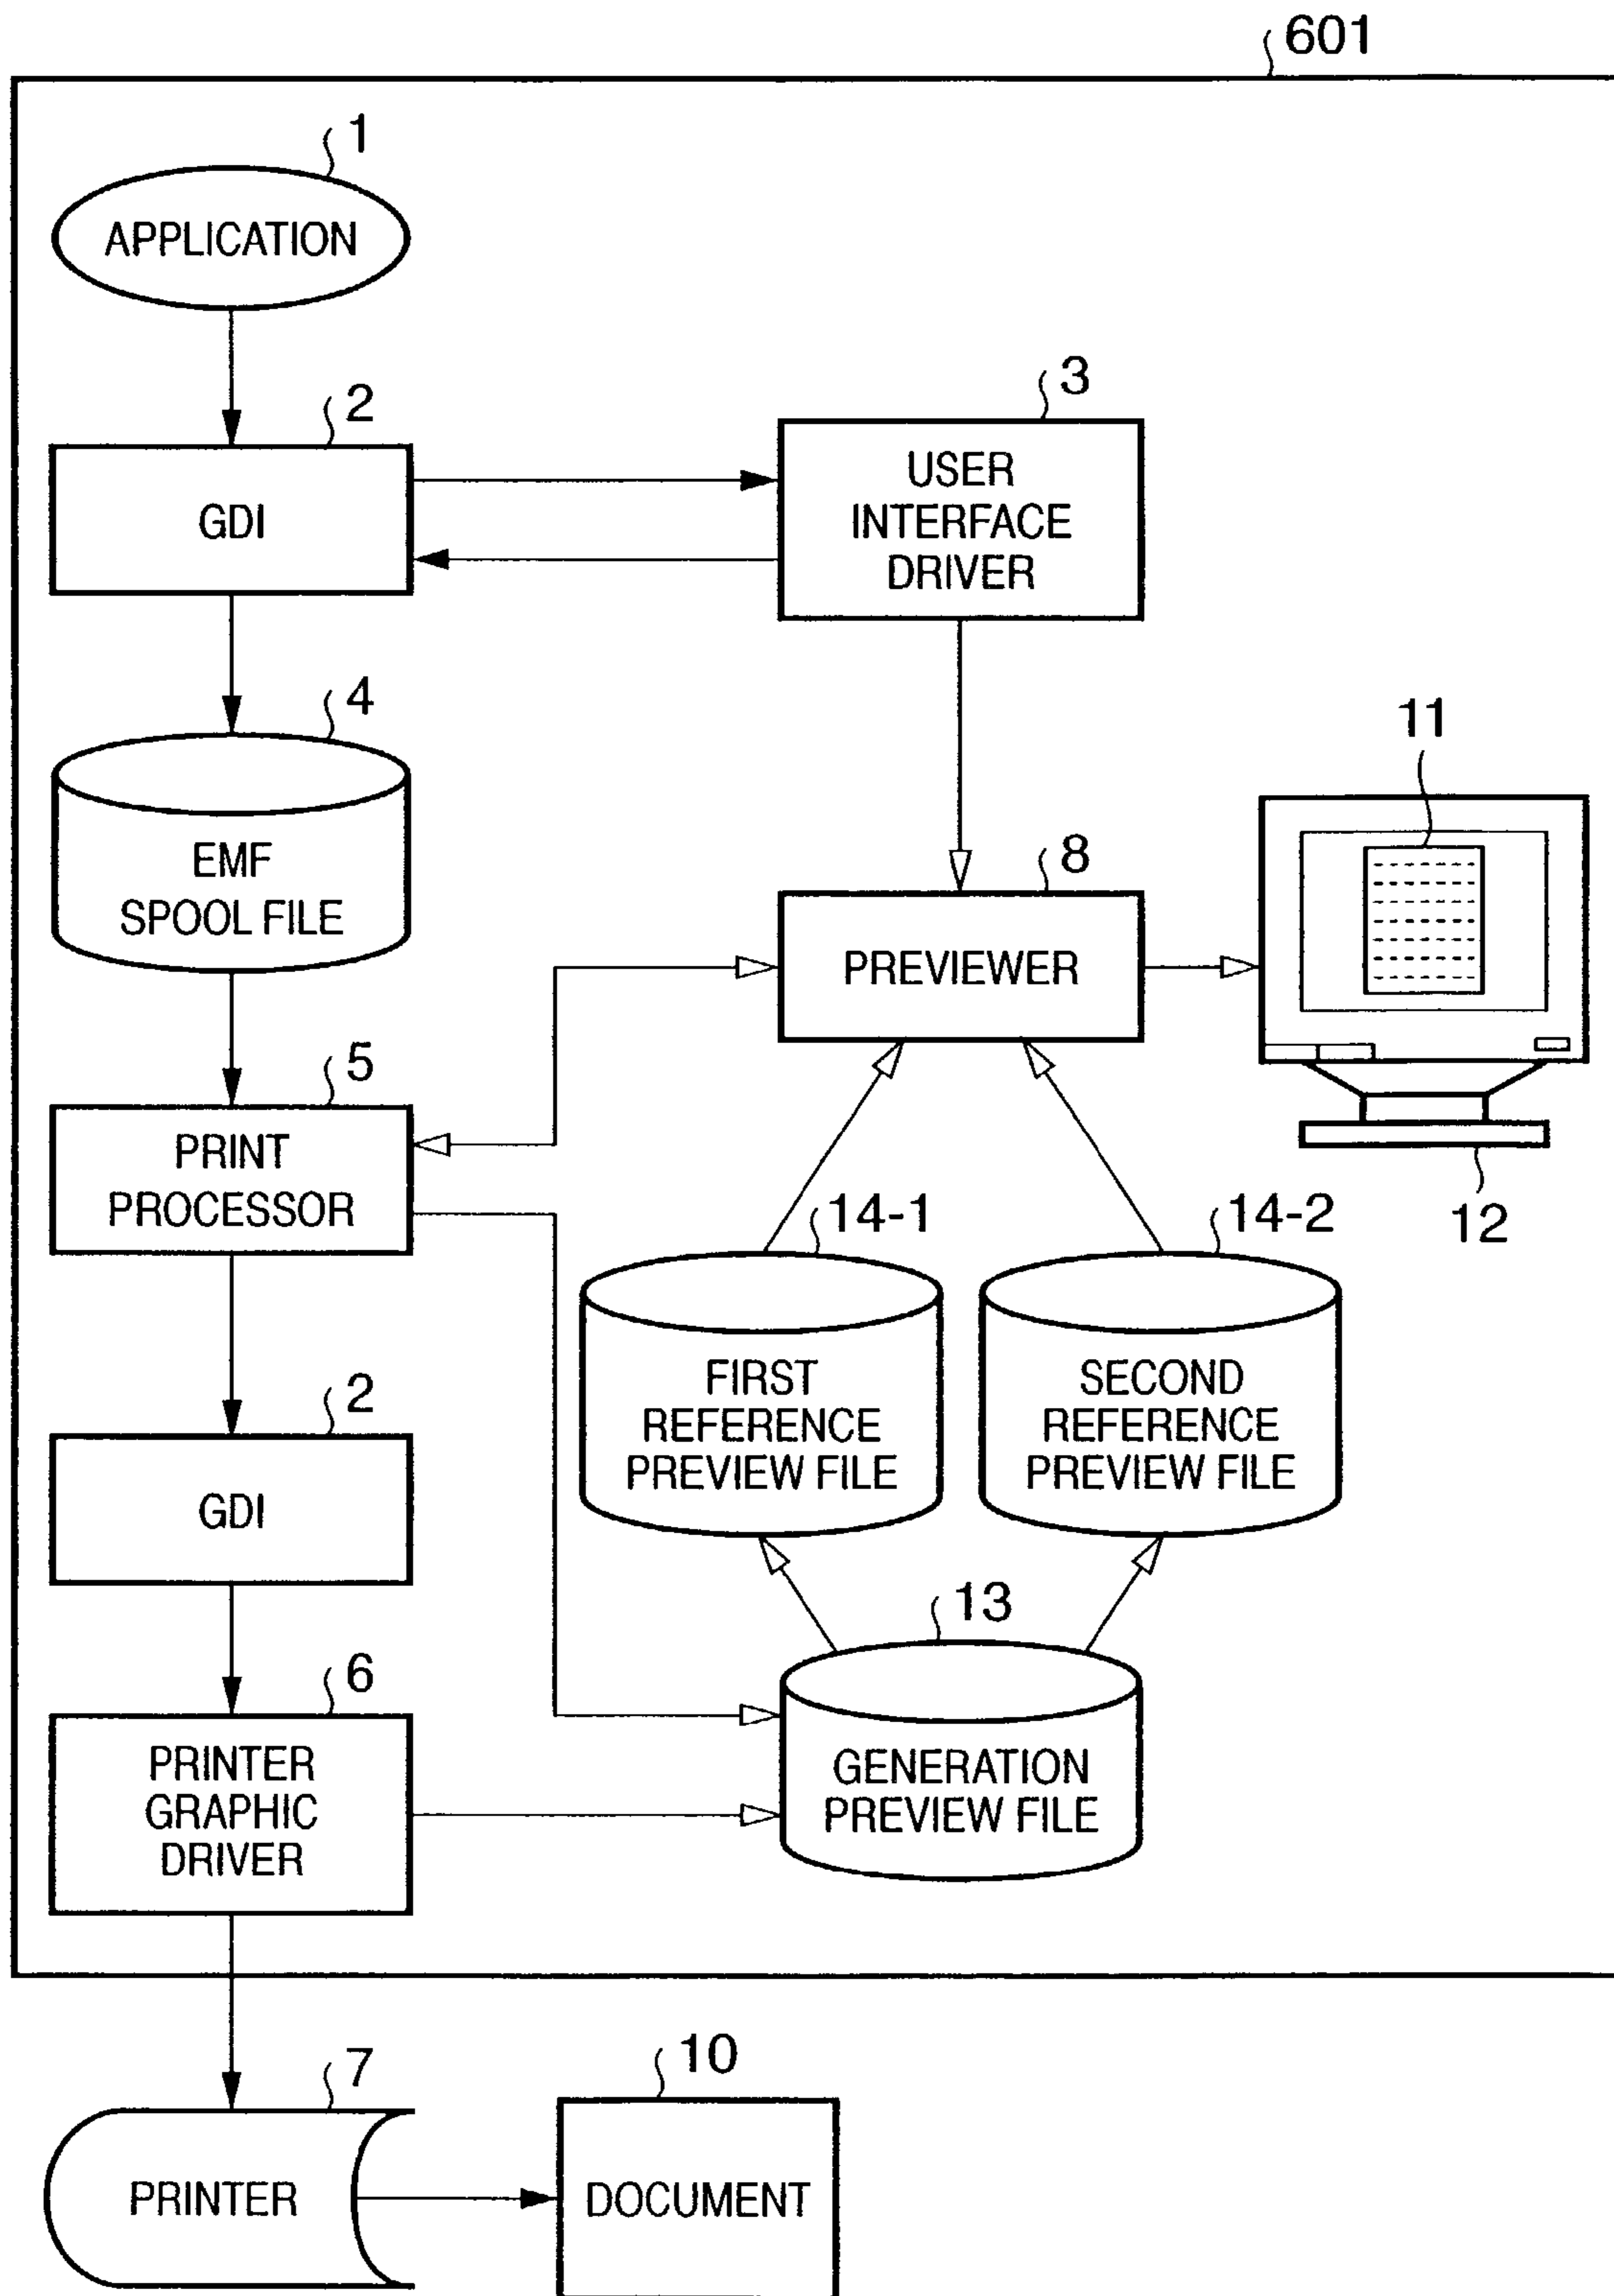 601
1
APPLICATION
2
GDI
3
USER
INTERFACE
DRIVER
4
EMF
SPOOL FILE
11
8
PREVIEWER
12
5
PRINT
PROCESSOR
14-1
FIRST
REFERENCE
PREVIEW FILE
14-2
SECOND
REFERENCE
PREVIEW FILE
2
GDI
13
GENERATION
PREVIEW FILE
6
PRINTER
GRAPHIC
DRIVER
7
PRINTER
10
DOCUMENT